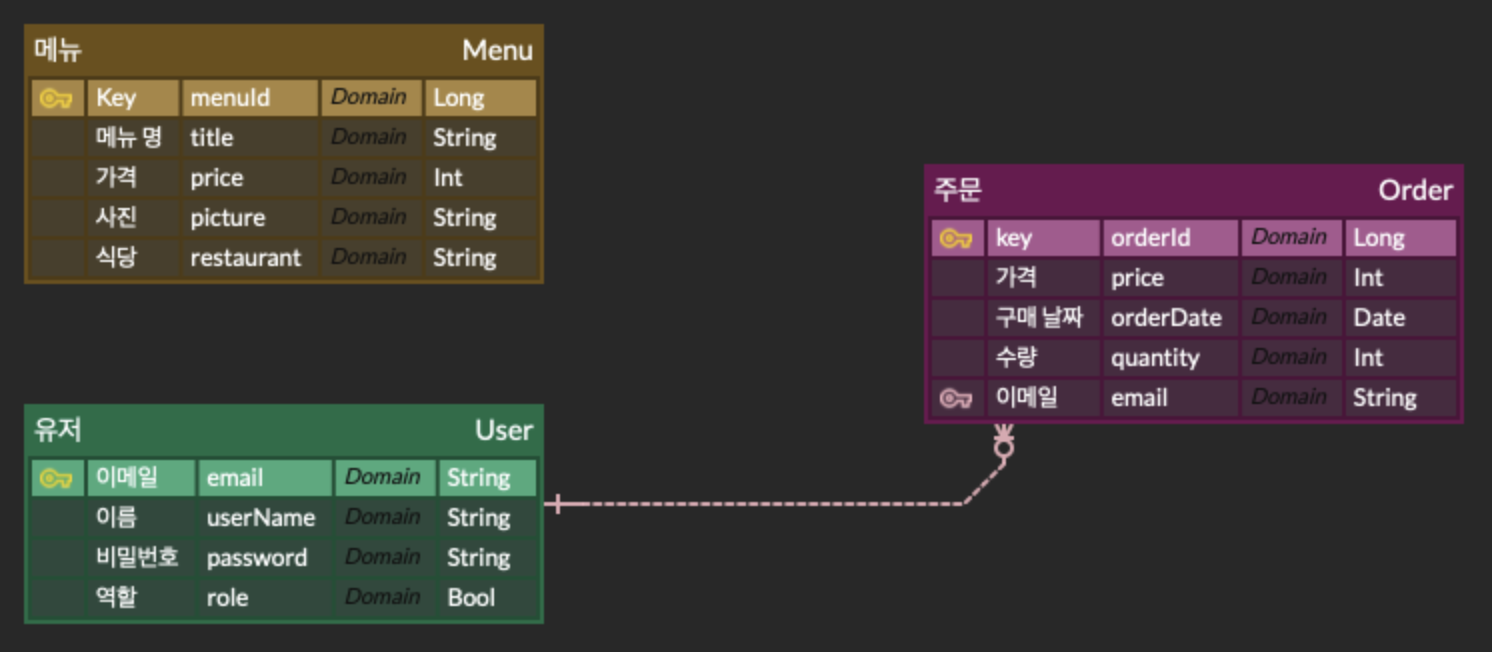 메뉴 Menu
Key menuId Domain Long
메뉴 명 title Domain String
가격 price Domain Int
사진 picture Domain String
식당 restaurant Domain String
주문 Order
key orderId Domain Long
가격 price Domain Int
구매 날짜 orderDate Domain Date
수량 quantity Domain Int
이메일 email Domain String
유저 User
이메일 email Domain String
이름 userName Domain String
비밀번호 password Domain String
역할 role Domain Bool